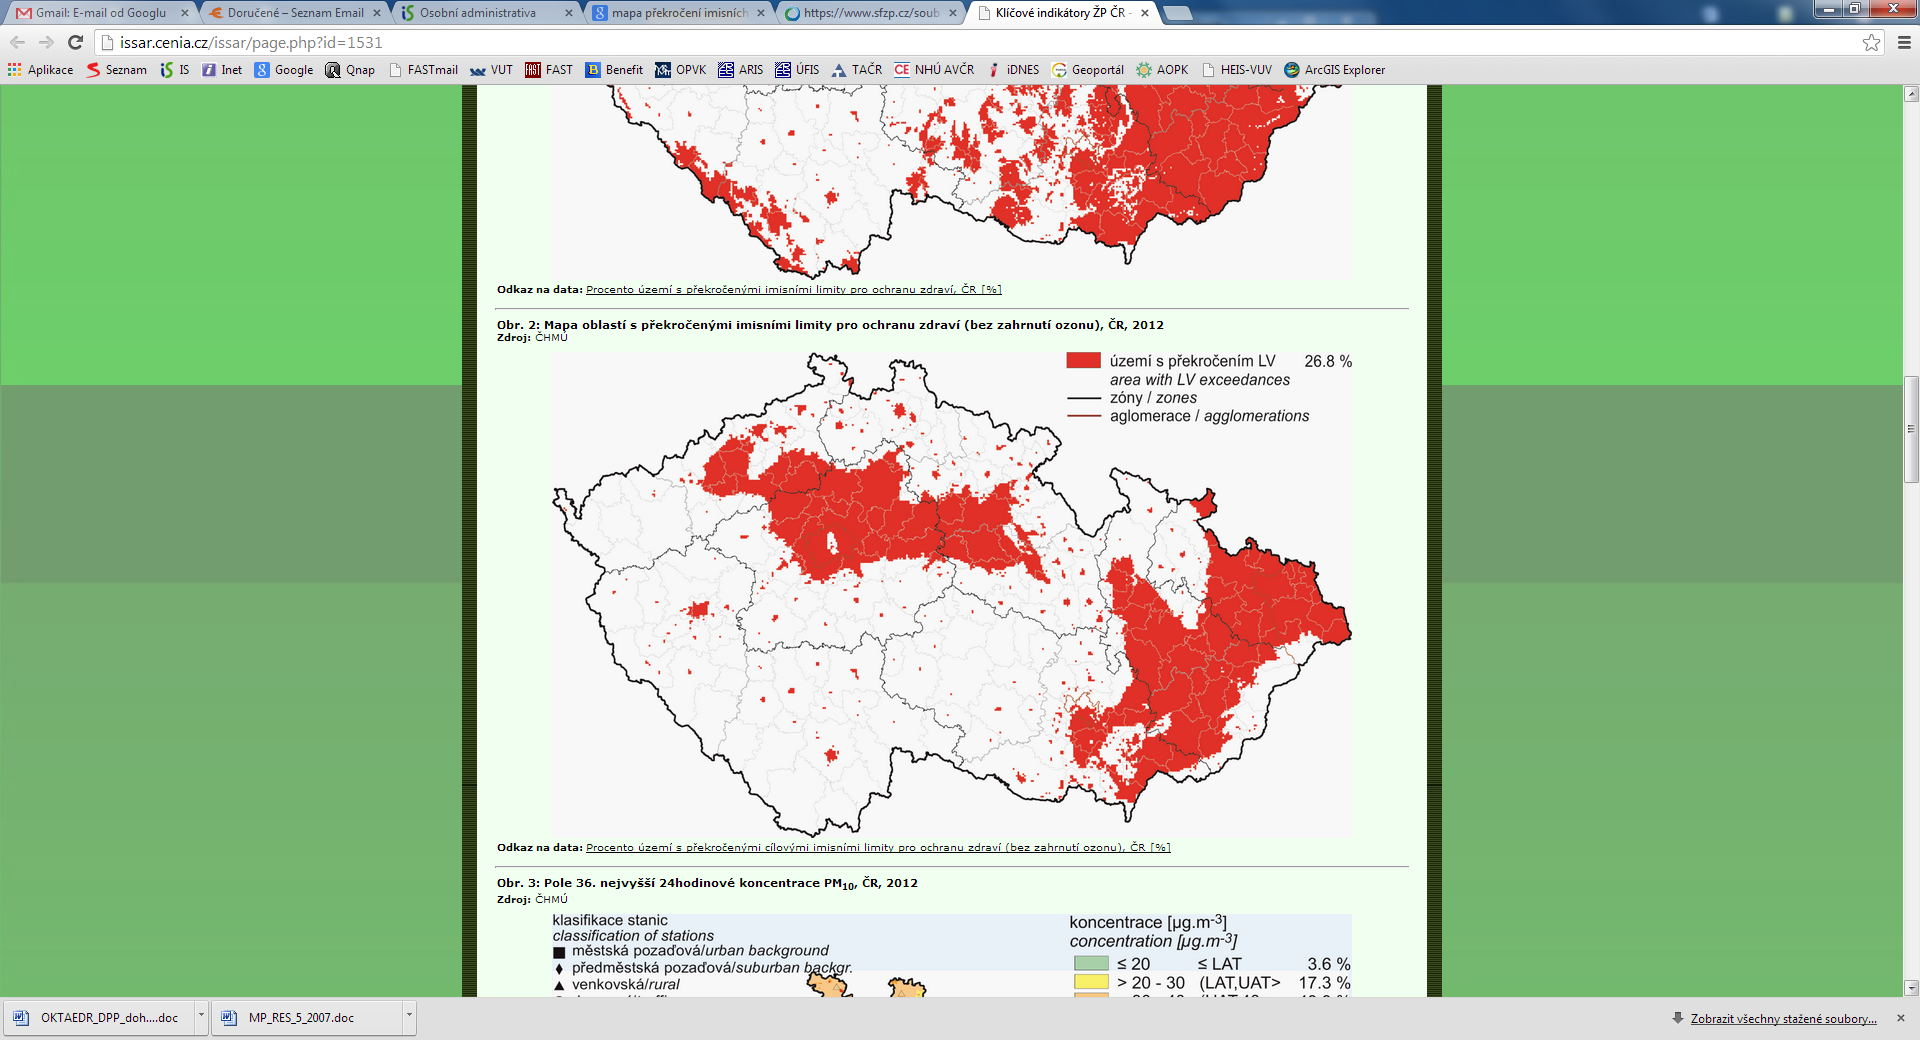 Gmail: E-mail od Googlu
Doručené – Seznam Email
Osobní administrativa
mapa překročení imisních
https://www.sfzp.cz/soub
Klíčové indikátory ŽP ČR -
issar.cenia.cz/issar/page.php?id=1531
Aplikace Seznam IS Inet Google Qnap FASTmail VUT FAST Benefit OPVK ARIS ÚFIS TAČR NHÚ AVČR iDNES Geoportál AOPK HEIS-VUV ArcGIS Explorer
Odkaz na data: Procento území s překročenými imisními limity pro ochranu zdraví, ČR [%]
Obr. 2: Mapa oblastí s překročenými imisními limity pro ochranu zdraví (bez zahrnutí ozonu), ČR, 2012
Zdroj: ČHMÚ
území s překročením LV 26.8 %
area with LV exceedances
zóny / zones
aglomerace / agglomerations
Odkaz na data: Procento území s překročenými cílovými imisními limity pro ochranu zdraví (bez zahrnutí ozonu), ČR [%]
Obr. 3: Pole 36. nejvyšší 24hodinové koncentrace PM10, ČR, 2012
Zdroj: ČHMÚ
klasifikace stanic
classification of stations
městská pozaďová/urban background
předměstská pozaďová/suburban backgr.
venkovská/rural
koncentrace [µg.m-3]
concentration [µg.m-3]
≤ 20 ≤ LAT 3.6 %
> 20 - 30 (LAT,UAT> 17.3 %
OKTAEDR_DPP_doh....doc
MP_RES_5_2007.doc
Zobrazit všechny stažené soubory...